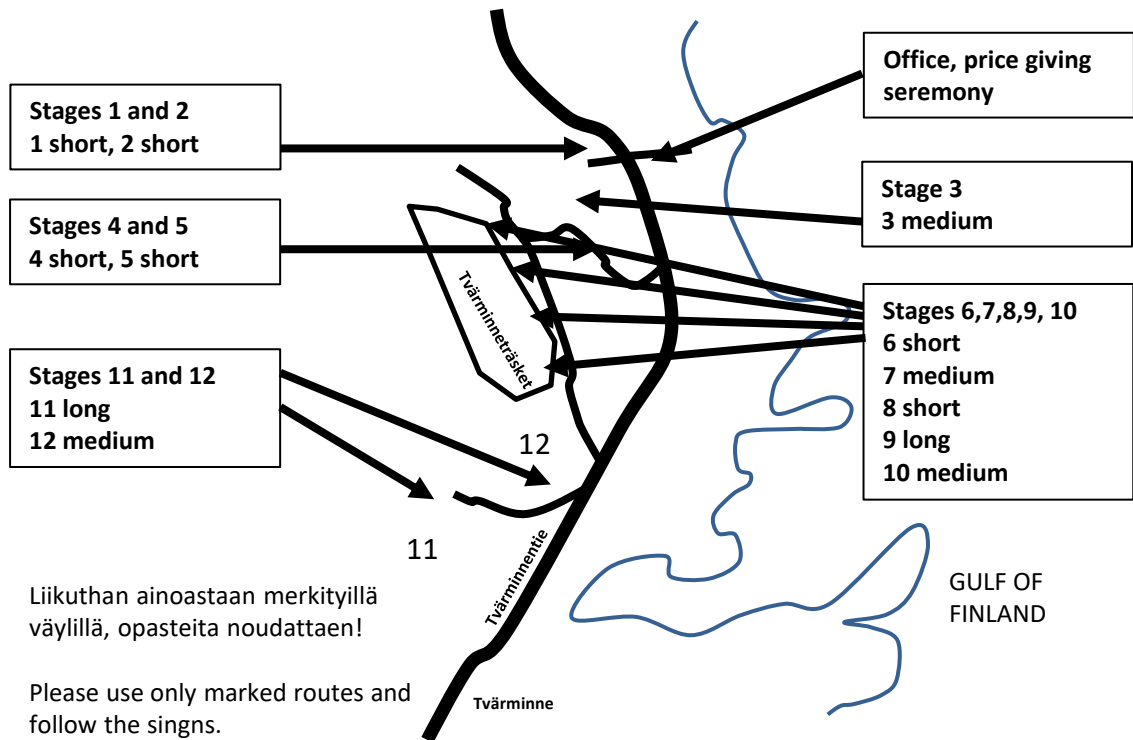 Office, price giving
seremony
Stages 1 and 2
1 short, 2 short
Stage 3
3 medium
Stages 4 and 5
4 short, 5 short
Tvärminneträsket
Stages 6,7,8,9, 10
6 short
7 medium
8 short
9 long
10 medium
Stages 11 and 12
11 long
12 medium
12
11
Tvärminnentie
GULF OF
FINLAND
Liikuthan ainoastaan merkityillä
väylillä, opasteita noudattaen!
Please use only marked routes and
follow the singns.
Tvärminne